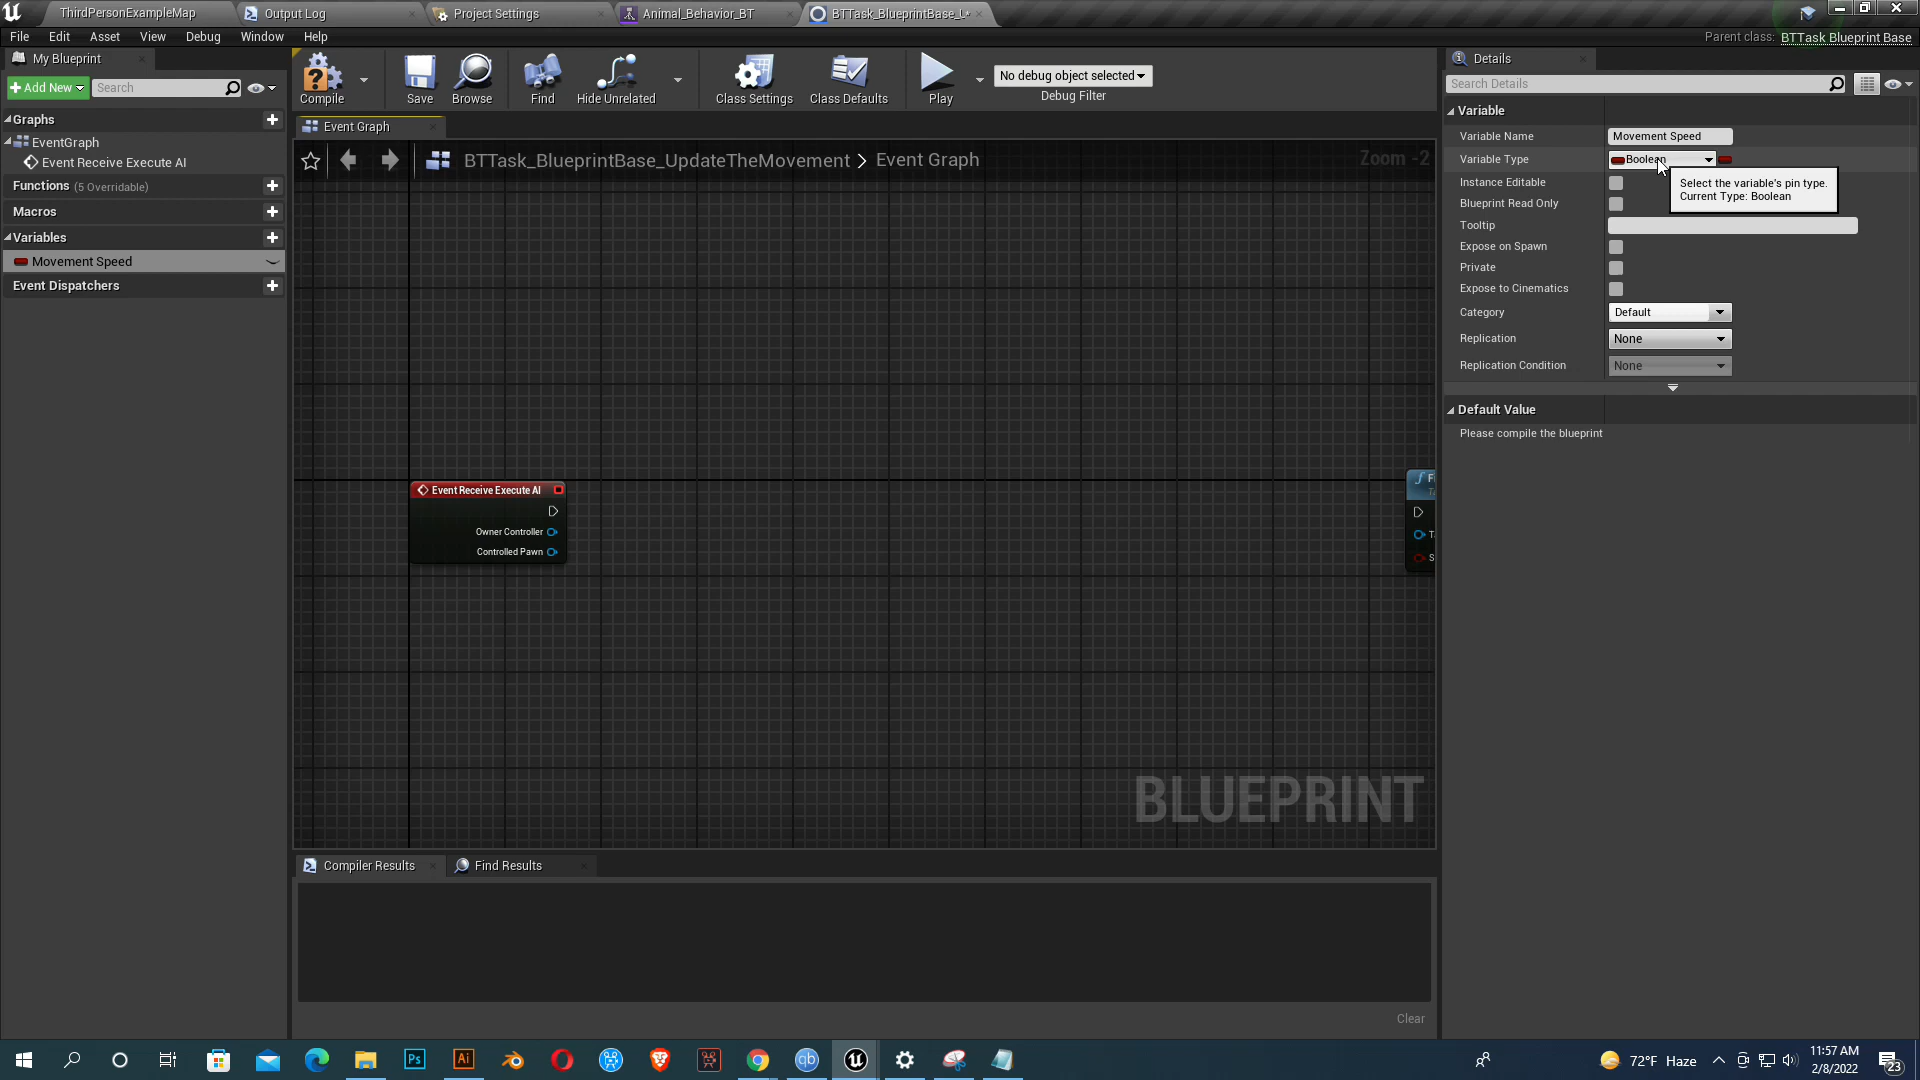 ThirdPersonExampleMap
Output Log
Project Settings
Animal_Behavior_BT
BTTask_BlueprintBase_U*
File Edit Asset View Debug Window Help
Parent class: BTTask Blueprint Base
My Blueprint
Add New
Search
Graphs
EventGraph
Event Receive Execute AI
Functions (5 Overridable)
Macros
Variables
Movement Speed
Event Dispatchers
Compile
Save
Browse
Find
Hide Unrelated
Class Settings
Class Defaults
Play
No debug object selected
Debug Filter
Event Graph
BTTask_BlueprintBase_UpdateTheMovement > Event Graph
Zoom -2
Event Receive Execute AI
Owner Controller
Controlled Pawn
BLUEPRINT
Compiler Results
Find Results
Clear
Details
Search Details
Variable
Variable Name Movement Speed
Variable Type Boolean
Select the variable's pin type.
Current Type: Boolean
Instance Editable
Blueprint Read Only
Tooltip
Expose on Spawn
Private
Expose to Cinematics
Category Default
Replication None
Replication Condition None
Default Value
Please compile the blueprint
Ps
Ai
qb
72°F Haze
11:57 AM
2/8/2022
23